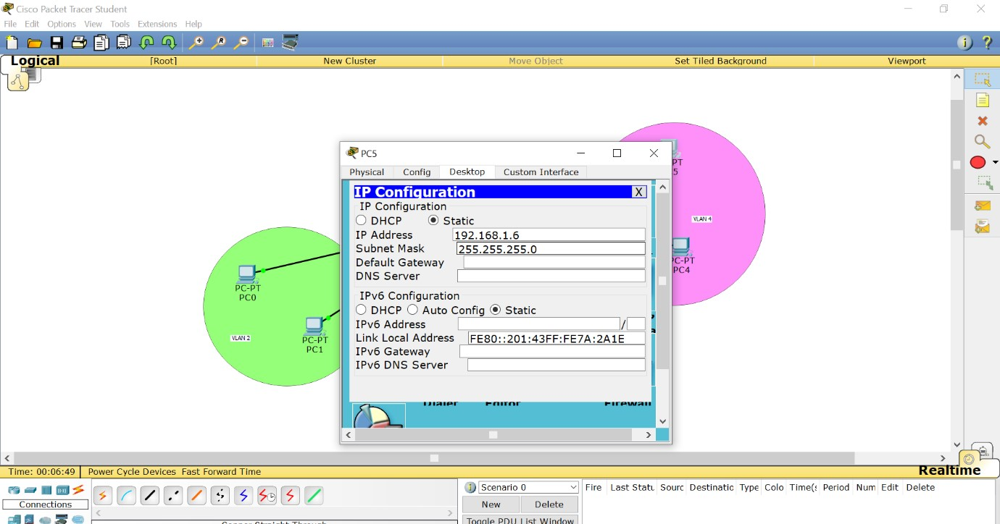 Cisco Packet Tracer Student
File Edit Options View Tools Extensions Help
Logical [Root] New Cluster Move Object Set Tiled Background Viewport
PC5
Physical Config Desktop Custom Interface
IP Configuration X
IP Configuration
DHCP Static
IP Address 192.168.1.6
Subnet Mask 255.255.255.0
Default Gateway
DNS Server
IPv6 Configuration
DHCP Auto Config Static
IPv6 Address /
Link Local Address FE80::201:43FF:FE7A:2A1E
IPv6 Gateway
IPv6 DNS Server
Dialer Editor Firewall
PC-PT
PC0
PC-PT
PC1
VLAN 2
PT
5
VLAN 4
C-PT
PC4
Time: 00:06:49 Power Cycle Devices Fast Forward Time Realtime
Connections
Copper Straight-Through
Scenario 0
New Delete
Toggle PDU List Window
Fire Last Statu Sourc Destinatic Type Colo Time(s Period Num Edit Delete